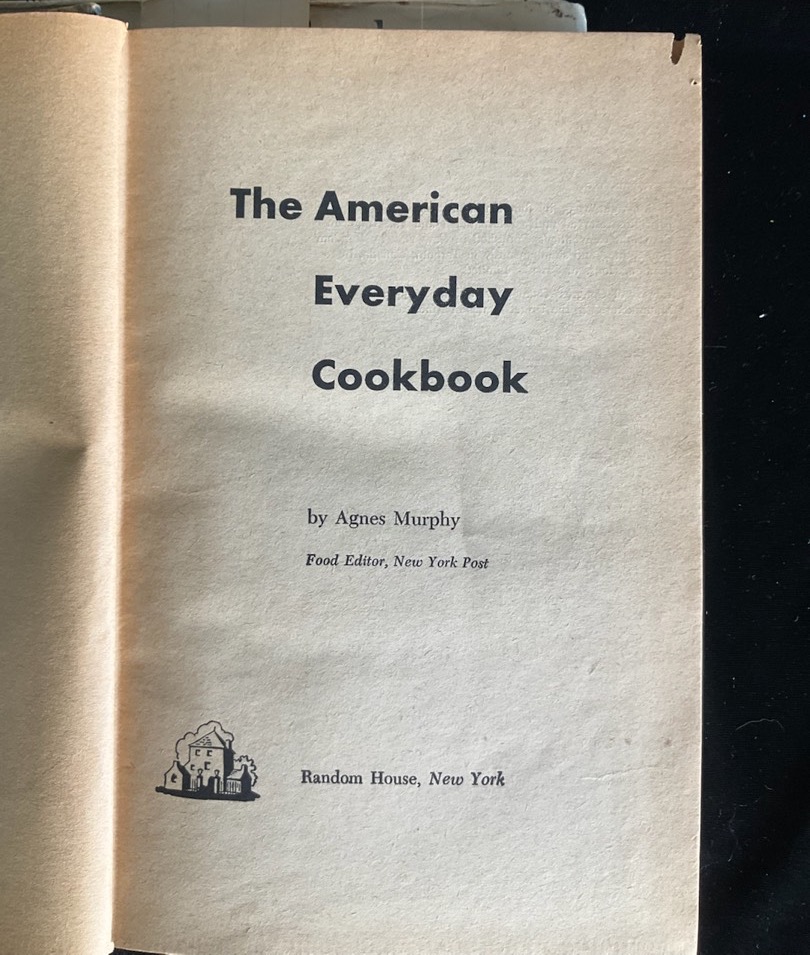 The American
Everyday
Cookbook
by Agnes Murphy
Food Editor, New York Post
Random House, New York